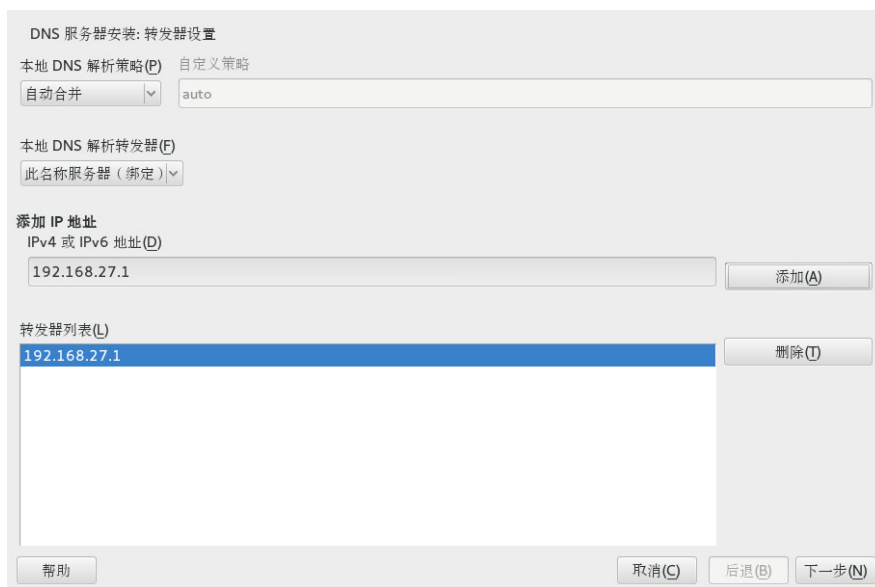 DNS 服务器安装: 转发器设置
本地 DNS 解析策略(P) 自定义策略
自动合并 auto
本地 DNS 解析转发器(F)
此名称服务器（绑定）
添加 IP 地址
IPv4 或 IPv6 地址(D)
192.168.27.1 添加(A)
转发器列表(L)
192.168.27.1 删除(T)
帮助 取消(C) 后退(B) 下一步(N)